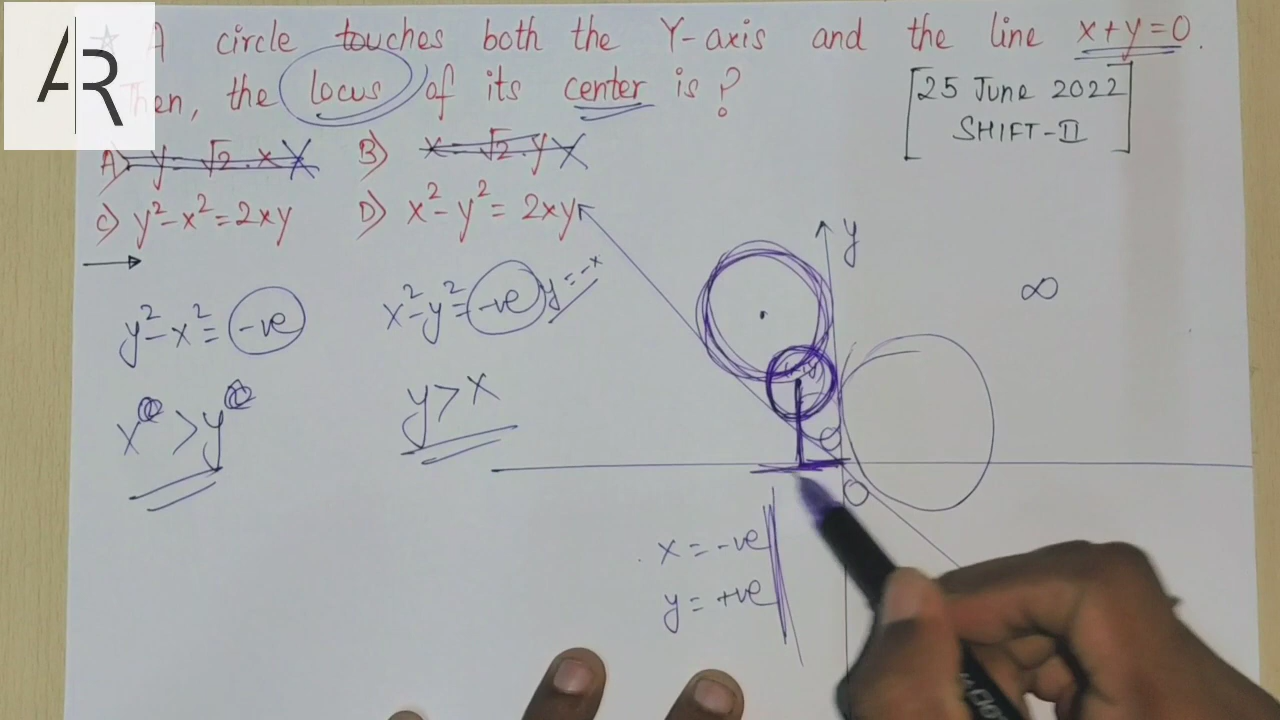 AR
A circle touches both the Y-axis and the line x+y=0.
Then, the locus of its center is?
[25 June 2022
SHIFT-II]
A) y=√2.x X B) x=√2.y X
C) y²-x²=2xy D) x²-y²=2xy
y
∞
y²-x²=-ve x²-y²=-ve y=-x
x>y y>x
x=-ve
y=+ve